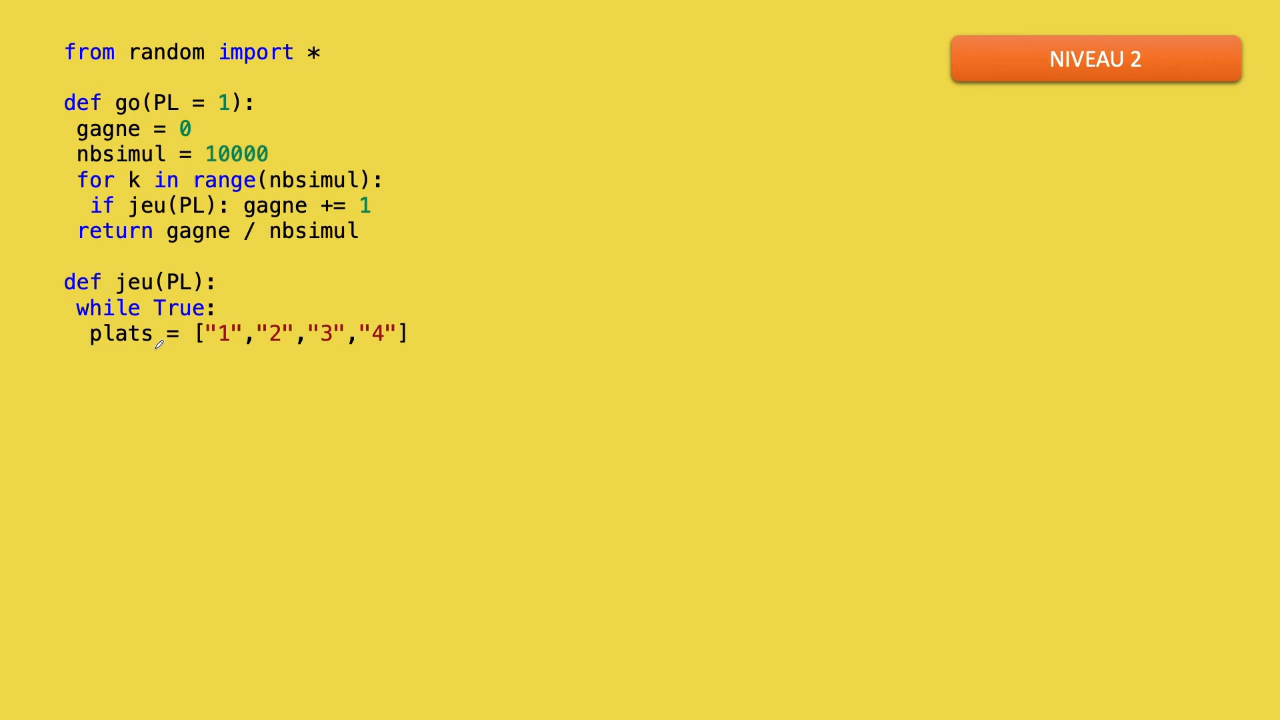 from random import *
NIVEAU 2
def go(PL = 1):
 gagne = 0
 nbsimul = 10000
 for k in range(nbsimul):
  if jeu(PL): gagne += 1
 return gagne / nbsimul
def jeu(PL):
 while True:
  plats = ["1","2","3","4"]